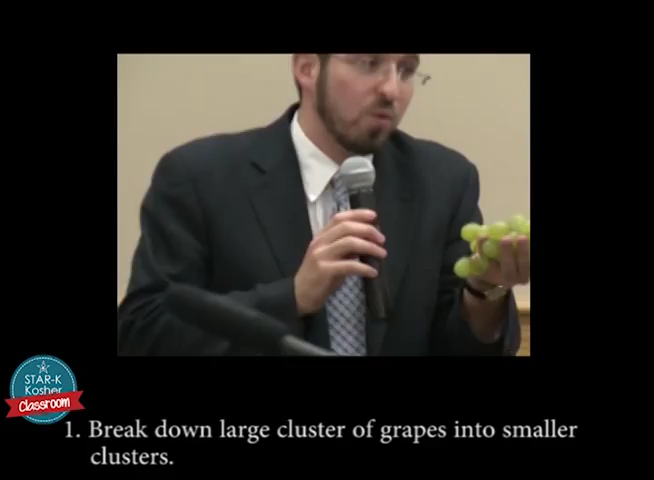 STAR-K
Kosher
Classroom
1. Break down large cluster of grapes into smaller
clusters.